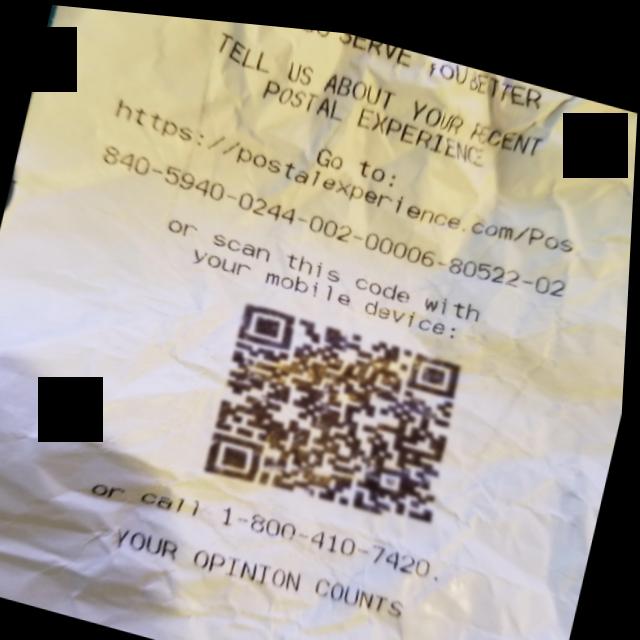 SERVE YOU BETTER
TELL US ABOUT YOUR RECENT
POSTAL EXPERIENCE
Go to:
https://postalexperience.com/Pos
840-5940-0244-002-00006-80522-02
or scan this code with
your mobile device:
or call 1-800-410-7420.
YOUR OPINION COUNTS